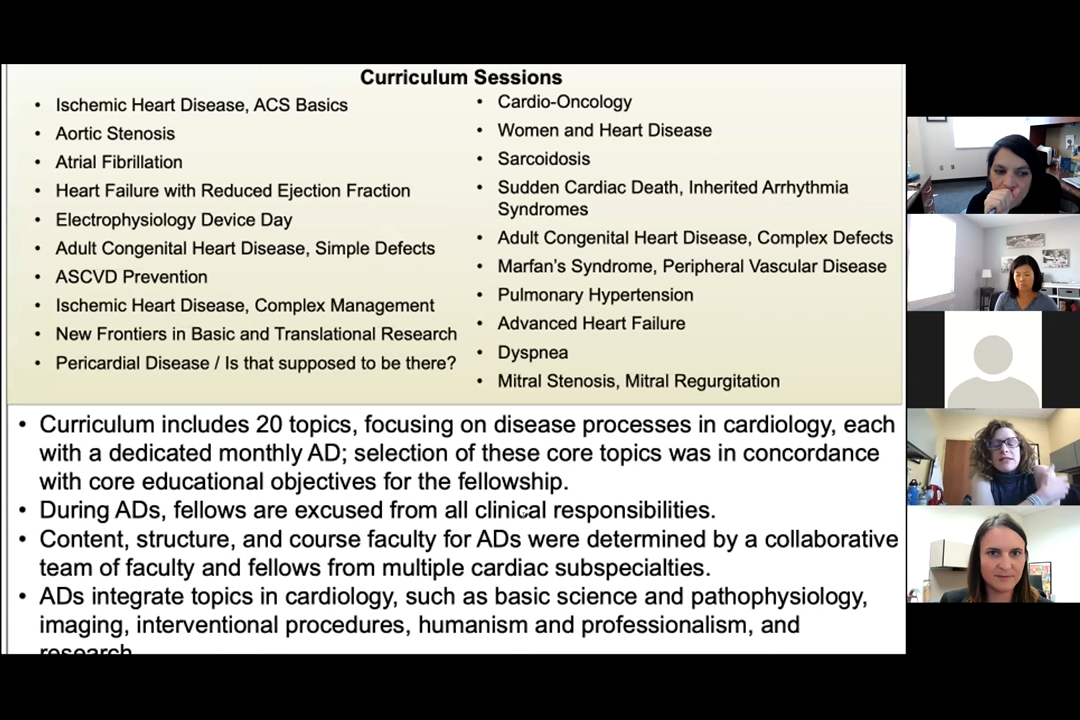 Curriculum Sessions
• Ischemic Heart Disease, ACS Basics
• Aortic Stenosis
• Atrial Fibrillation
• Heart Failure with Reduced Ejection Fraction
• Electrophysiology Device Day
• Adult Congenital Heart Disease, Simple Defects
• ASCVD Prevention
• Ischemic Heart Disease, Complex Management
• New Frontiers in Basic and Translational Research
• Pericardial Disease / Is that supposed to be there?
• Cardio-Oncology
• Women and Heart Disease
• Sarcoidosis
• Sudden Cardiac Death, Inherited Arrhythmia
Syndromes
• Adult Congenital Heart Disease, Complex Defects
• Marfan's Syndrome, Peripheral Vascular Disease
• Pulmonary Hypertension
• Advanced Heart Failure
• Dyspnea
• Mitral Stenosis, Mitral Regurgitation
• Curriculum includes 20 topics, focusing on disease processes in cardiology, each
with a dedicated monthly AD; selection of these core topics was in concordance
with core educational objectives for the fellowship.
• During ADs, fellows are excused from all clinical responsibilities.
• Content, structure, and course faculty for ADs were determined by a collaborative
team of faculty and fellows from multiple cardiac subspecialties.
• ADs integrate topics in cardiology, such as basic science and pathophysiology,
imaging, interventional procedures, humanism and professionalism, and
research